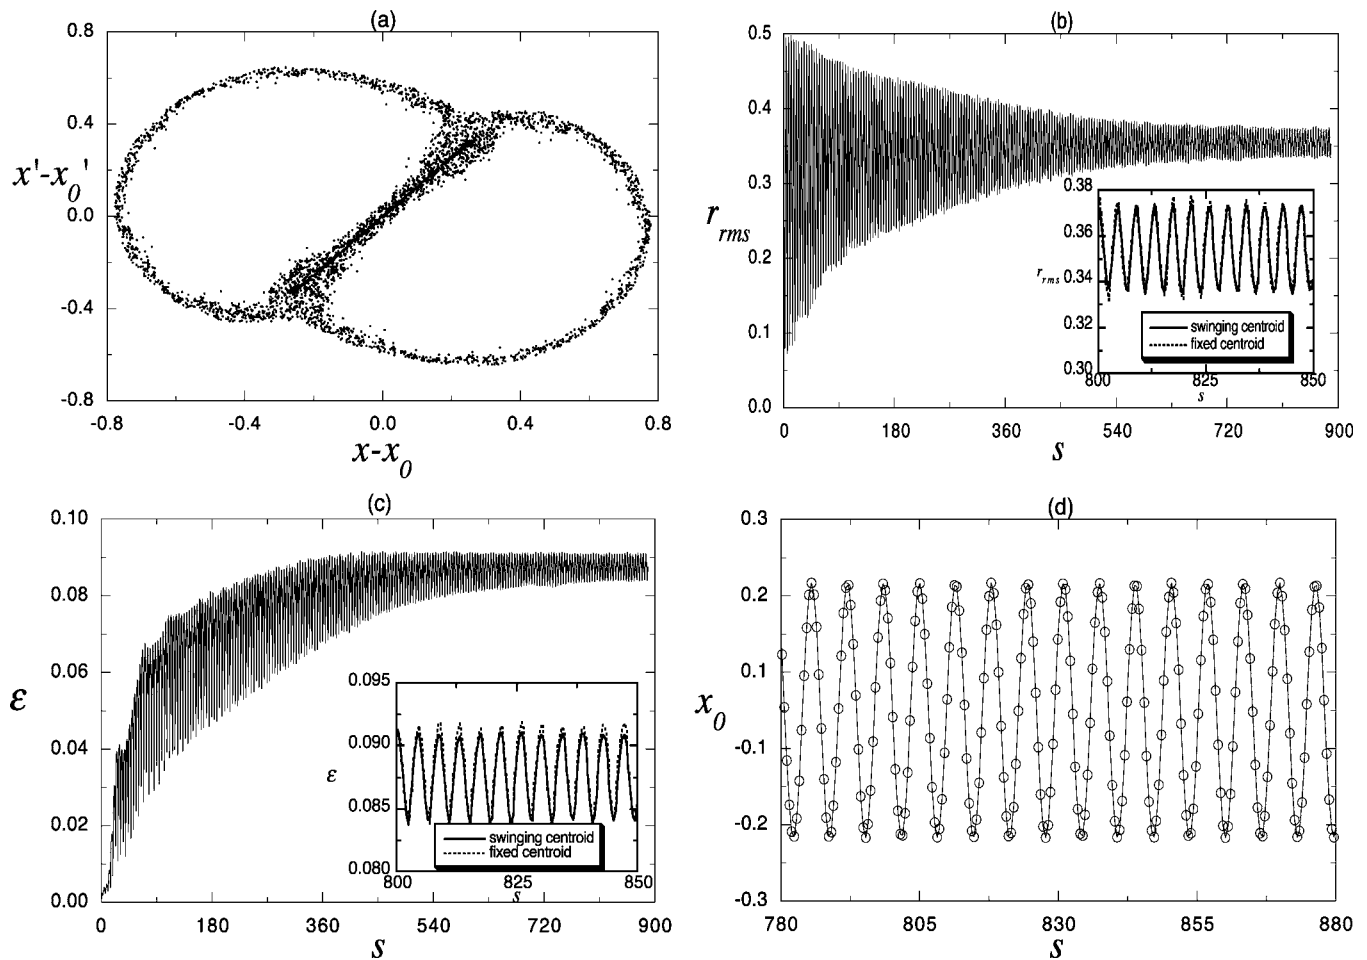 (a)
0.8
0.4
x'-x0'
0.0
-0.4
-0.8
-0.8 -0.4 0.0 0.4 0.8
x-x0
(b)
0.5
0.4
0.3
rrms
0.2
0.1
0.0
0 180 360 540 720 900
s
0.38
0.36
rrms 0.34
0.32
0.30
swinging centroid
fixed centroid
800 825 850
s
(c)
0.10
0.08
0.06
ε
0.04
0.02
0.00
0 180 360 540 720 900
s
0.095
0.090
ε
0.085
0.080
swinging centroid
fixed centroid
800 825 850
s
(d)
0.3
0.2
0.1
x0
-0.1
-0.2
-0.3
780 805 830 855 880
s